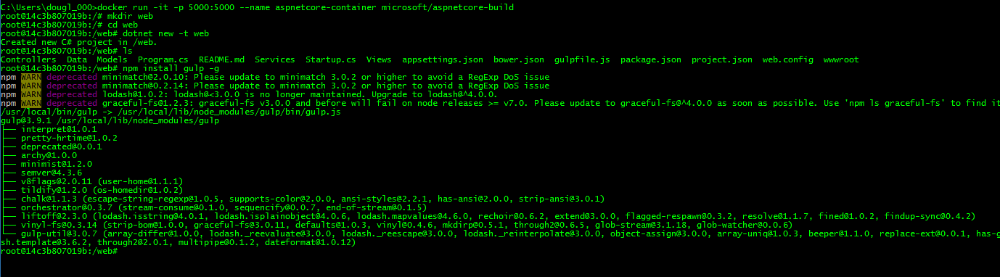 C:\Users\dougl_000>docker run -it -p 5000:5000 --name aspnetcore-container microsoft/aspnetcore-build
root@14c3b807019b:/# mkdir web
root@14c3b807019b:/# cd web
root@14c3b807019b:/web# dotnet new -t web
Created new C# project in /web.
root@14c3b807019b:/web# ls
Controllers  Data  Models  Program.cs  README.md  Services  Startup.cs  Views  appsettings.json  bower.json  gulpfile.js  package.json  project.json  web.config  wwwroot
root@14c3b807019b:/web# npm install gulp -g
npm WARN deprecated minimatch@2.0.10: Please update to minimatch 3.0.2 or higher to avoid a RegExp DoS issue
npm WARN deprecated minimatch@0.2.14: Please update to minimatch 3.0.2 or higher to avoid a RegExp DoS issue
npm WARN deprecated lodash@1.0.2: lodash@<3.0.0 is no longer maintained. Upgrade to lodash@^4.0.0.
npm WARN deprecated graceful-fs@1.2.3: graceful-fs v3.0.0 and before will fail on node releases >= v7.0. Please update to graceful-fs@^4.0.0 as soon as possible. Use 'npm ls graceful-fs' to find it
/usr/local/bin/gulp -> /usr/local/lib/node_modules/gulp/bin/gulp.js
gulp@3.9.1 /usr/local/lib/node_modules/gulp
├── interpret@1.0.1
├── pretty-hrtime@1.0.2
├── deprecated@0.0.1
├── archy@1.0.0
├── minimist@1.2.0
├── semver@4.3.6
├── v8flags@2.0.11 (user-home@1.1.1)
├── tildify@1.2.0 (os-homedir@1.0.2)
├── chalk@1.1.3 (escape-string-regexp@1.0.5, supports-color@2.0.0, ansi-styles@2.2.1, has-ansi@2.0.0, strip-ansi@3.0.1)
├── orchestrator@0.3.7 (stream-consume@0.1.0, sequencify@0.0.7, end-of-stream@0.1.5)
├── liftoff@2.3.0 (lodash.isstring@4.0.1, lodash.isplainobject@4.0.6, lodash.mapvalues@4.6.0, rechoir@0.6.2, extend@3.0.0, flagged-respawn@0.3.2, resolve@1.1.7, fined@1.0.2, findup-sync@0.4.2)
├── vinyl-fs@0.3.14 (strip-bom@1.0.0, graceful-fs@3.0.11, defaults@1.0.3, vinyl@0.4.6, mkdirp@0.5.1, through2@0.6.5, glob-stream@3.1.18, glob-watcher@0.0.6)
└── gulp-util@3.0.7 (array-differ@1.0.0, lodash._reevaluate@3.0.0, lodash._reescape@3.0.0, lodash._reinterpolate@3.0.0, object-assign@3.0.0, array-uniq@1.0.3, beeper@1.1.0, replace-ext@0.0.1, has-g
sh.template@3.6.2, through2@2.0.1, multipipe@0.1.2, dateformat@1.0.12)
root@14c3b807019b:/web#